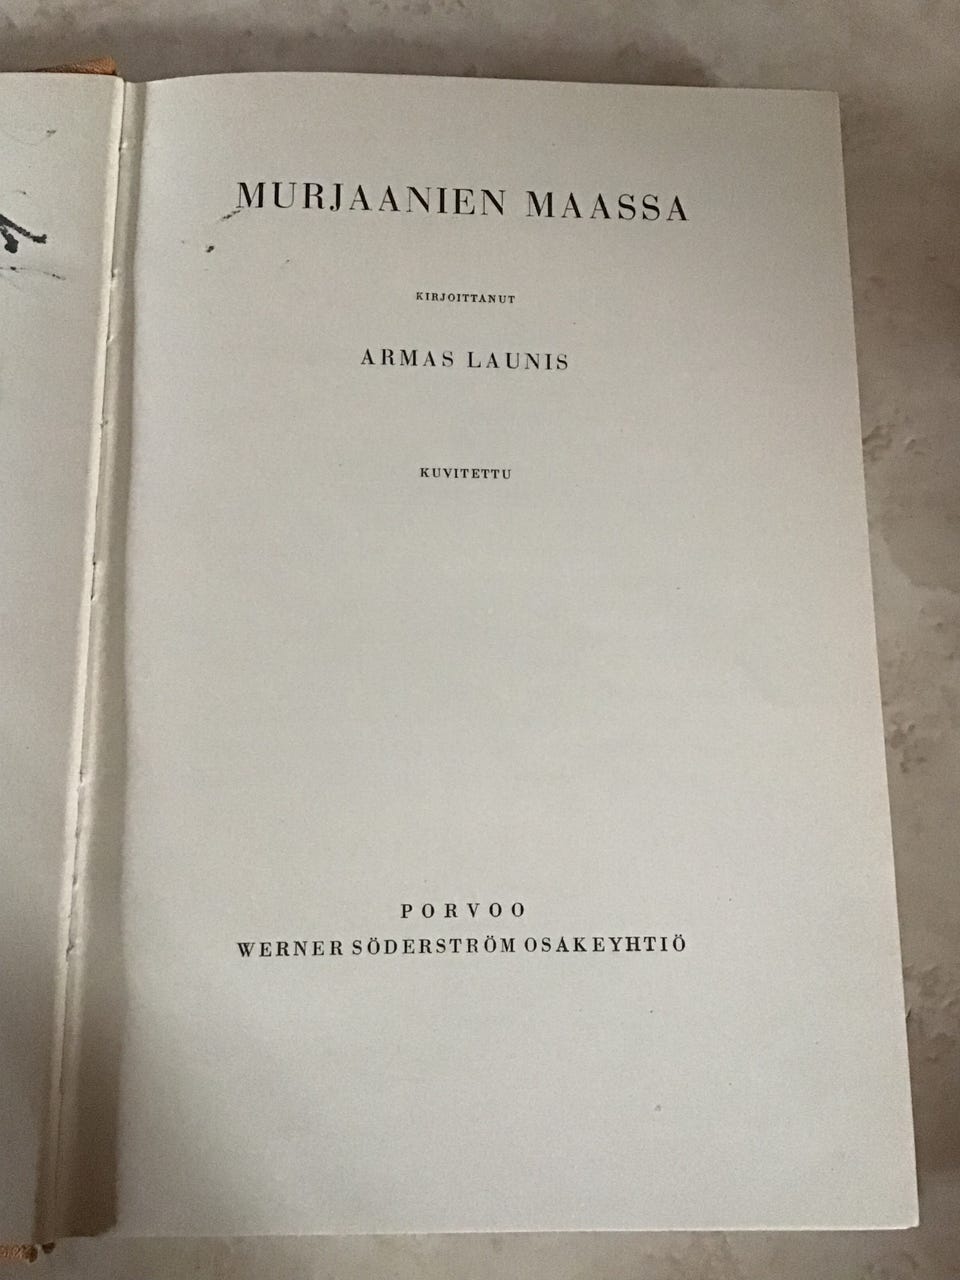 MURJAANIEN MAASSA
KIRJOITTANUT
ARMAS LAUNIS
KUVITETTU
PORVOO
WERNER SÖDERSTRÖM OSAKEYHTIÖ